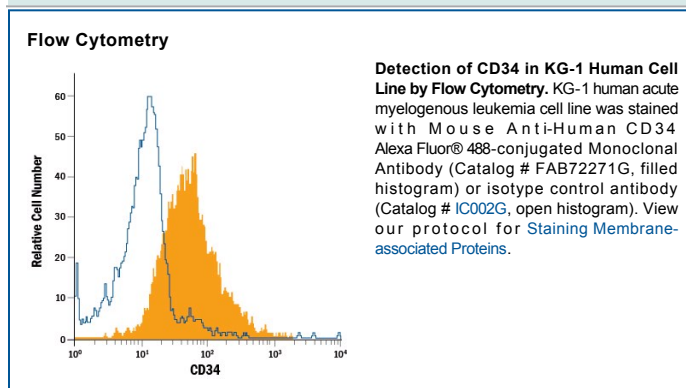 Flow Cytometry
Detection of CD34 in KG-1 Human Cell
Line by Flow Cytometry. KG-1 human acute
myelogenous leukemia cell line was stained
with Mouse Anti-Human CD34
Alexa Fluor® 488-conjugated Monoclonal
Antibody (Catalog # FAB72271G, filled
histogram) or isotype control antibody
(Catalog # IC002G, open histogram). View
our protocol for Staining Membrane-
associated Proteins.
Relative Cell Number
60
50
40
30
20
10
0
10⁰ 10¹ 10² 10³ 10⁴
CD34